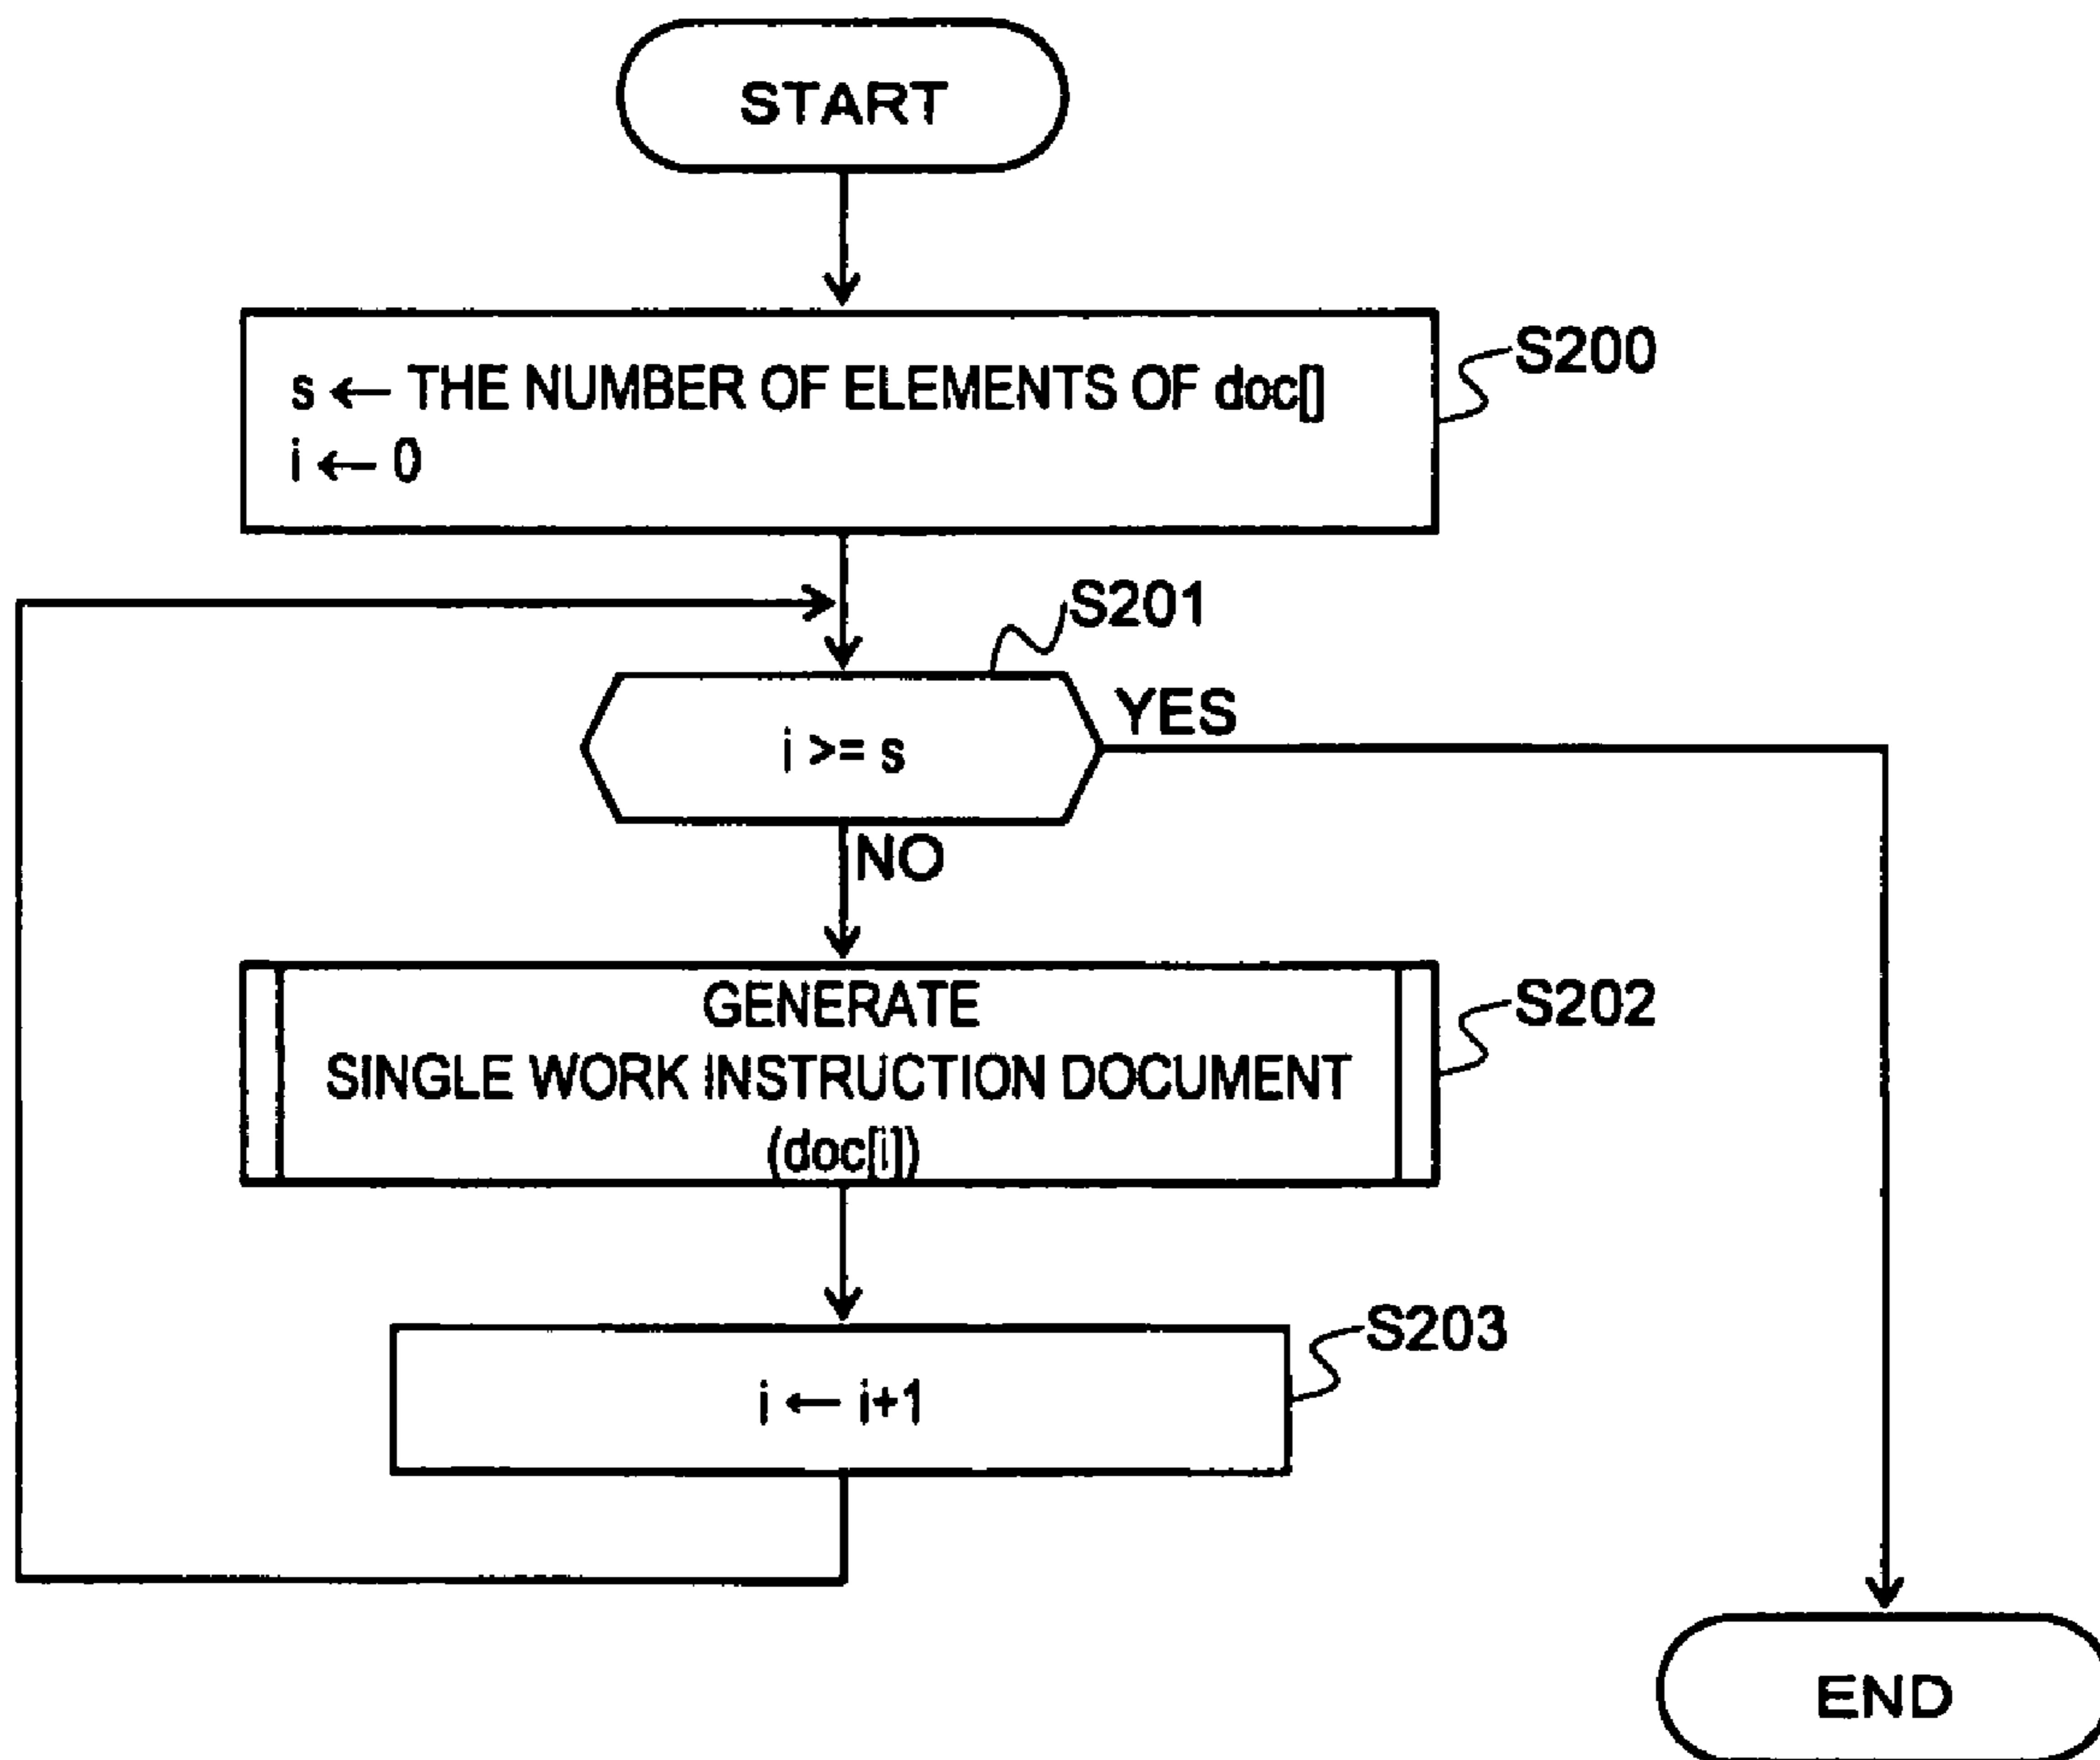 START
s ← THE NUMBER OF ELEMENTS OF doc[]
i ← 0
S200
S201
i >= s
YES
NO
GENERATE
SINGLE WORK INSTRUCTION DOCUMENT
(doc[i])
S202
i ← i+1
S203
END